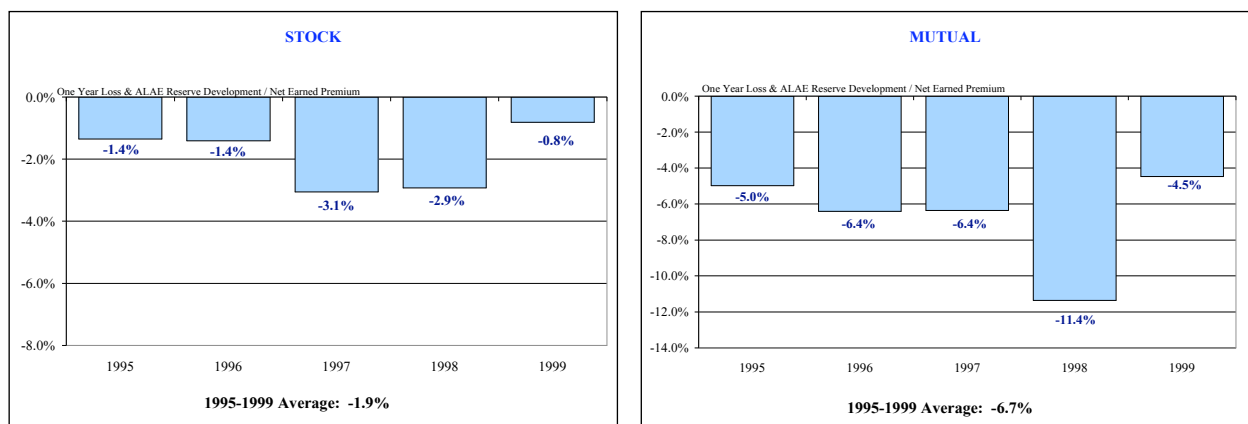 STOCK
One Year Loss & ALAE Reserve Development / Net Earned Premium
0.0%
-2.0%
-4.0%
-6.0%
-8.0%
-1.4%
-1.4%
-3.1%
-2.9%
-0.8%
1995 1996 1997 1998 1999
1995-1999 Average: -1.9%
MUTUAL
One Year Loss & ALAE Reserve Development / Net Earned Premium
0.0%
-2.0%
-4.0%
-6.0%
-8.0%
-10.0%
-12.0%
-14.0%
-5.0%
-6.4%
-6.4%
-11.4%
-4.5%
1995 1996 1997 1998 1999
1995-1999 Average: -6.7%